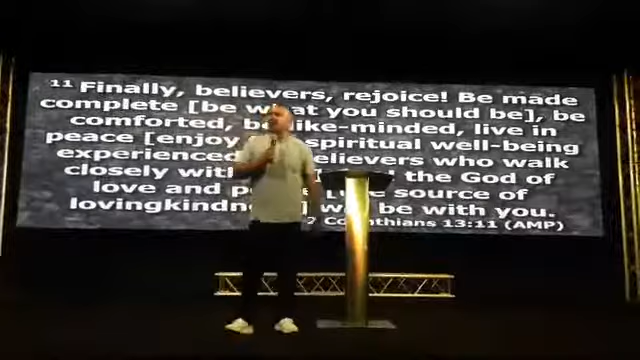 11 Finally, believers, rejoice! Be made
complete [be what you should be], be
comforted, be like-minded, live in
peace [enjoy spiritual well-being
experienced believers who walk
closely with the God of
love and the source of
lovingkindn will be with you.
Corinthians 13:11 (AMP)